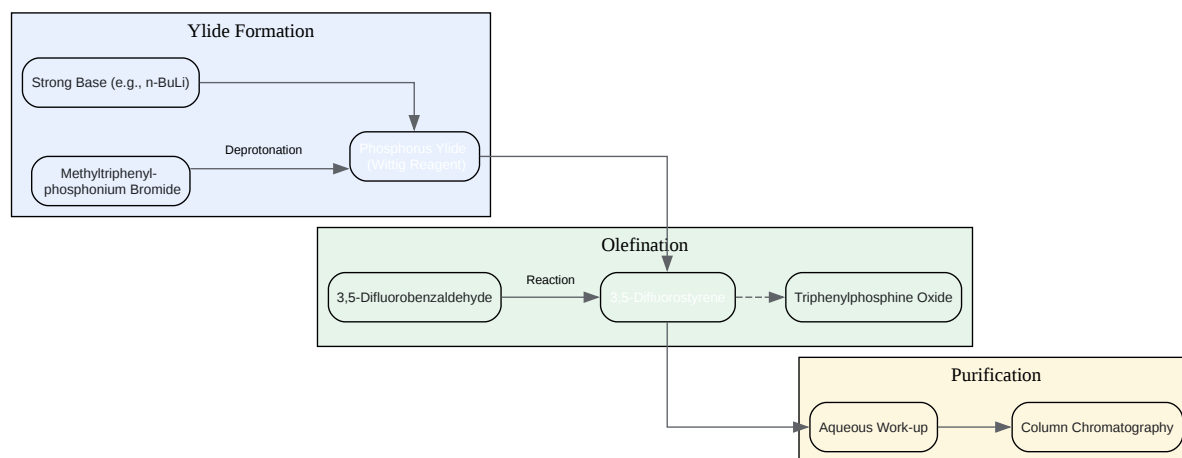 Ylide Formation
Strong Base (e.g., n-BuLi)
Deprotonation
Phosphorus Ylide
(Wittig Reagent)
Methyltriphenyl-
phosphonium Bromide
Olefination
3,5-Difluorobenzaldehyde
Reaction
3,5-Difluorostyrene
Triphenylphosphine Oxide
Purification
Aqueous Work-up
Column Chromatography